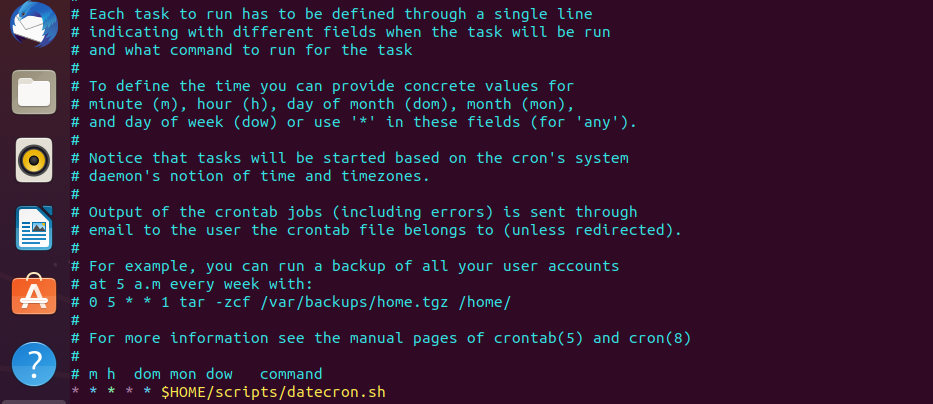 #
# Each task to run has to be defined through a single line
# indicating with different fields when the task will be run
# and what command to run for the task
#
# To define the time you can provide concrete values for
# minute (m), hour (h), day of month (dom), month (mon),
# and day of week (dow) or use '*' in these fields (for 'any').
#
# Notice that tasks will be started based on the cron's system
# daemon's notion of time and timezones.
#
# Output of the crontab jobs (including errors) is sent through
# email to the user the crontab file belongs to (unless redirected).
#
# For example, you can run a backup of all your user accounts
# at 5 a.m every week with:
# 0 5 * * 1 tar -zcf /var/backups/home.tgz /home/
#
# For more information see the manual pages of crontab(5) and cron(8)
#
# m h  dom mon dow   command
* * * * * $HOME/scripts/datecron.sh